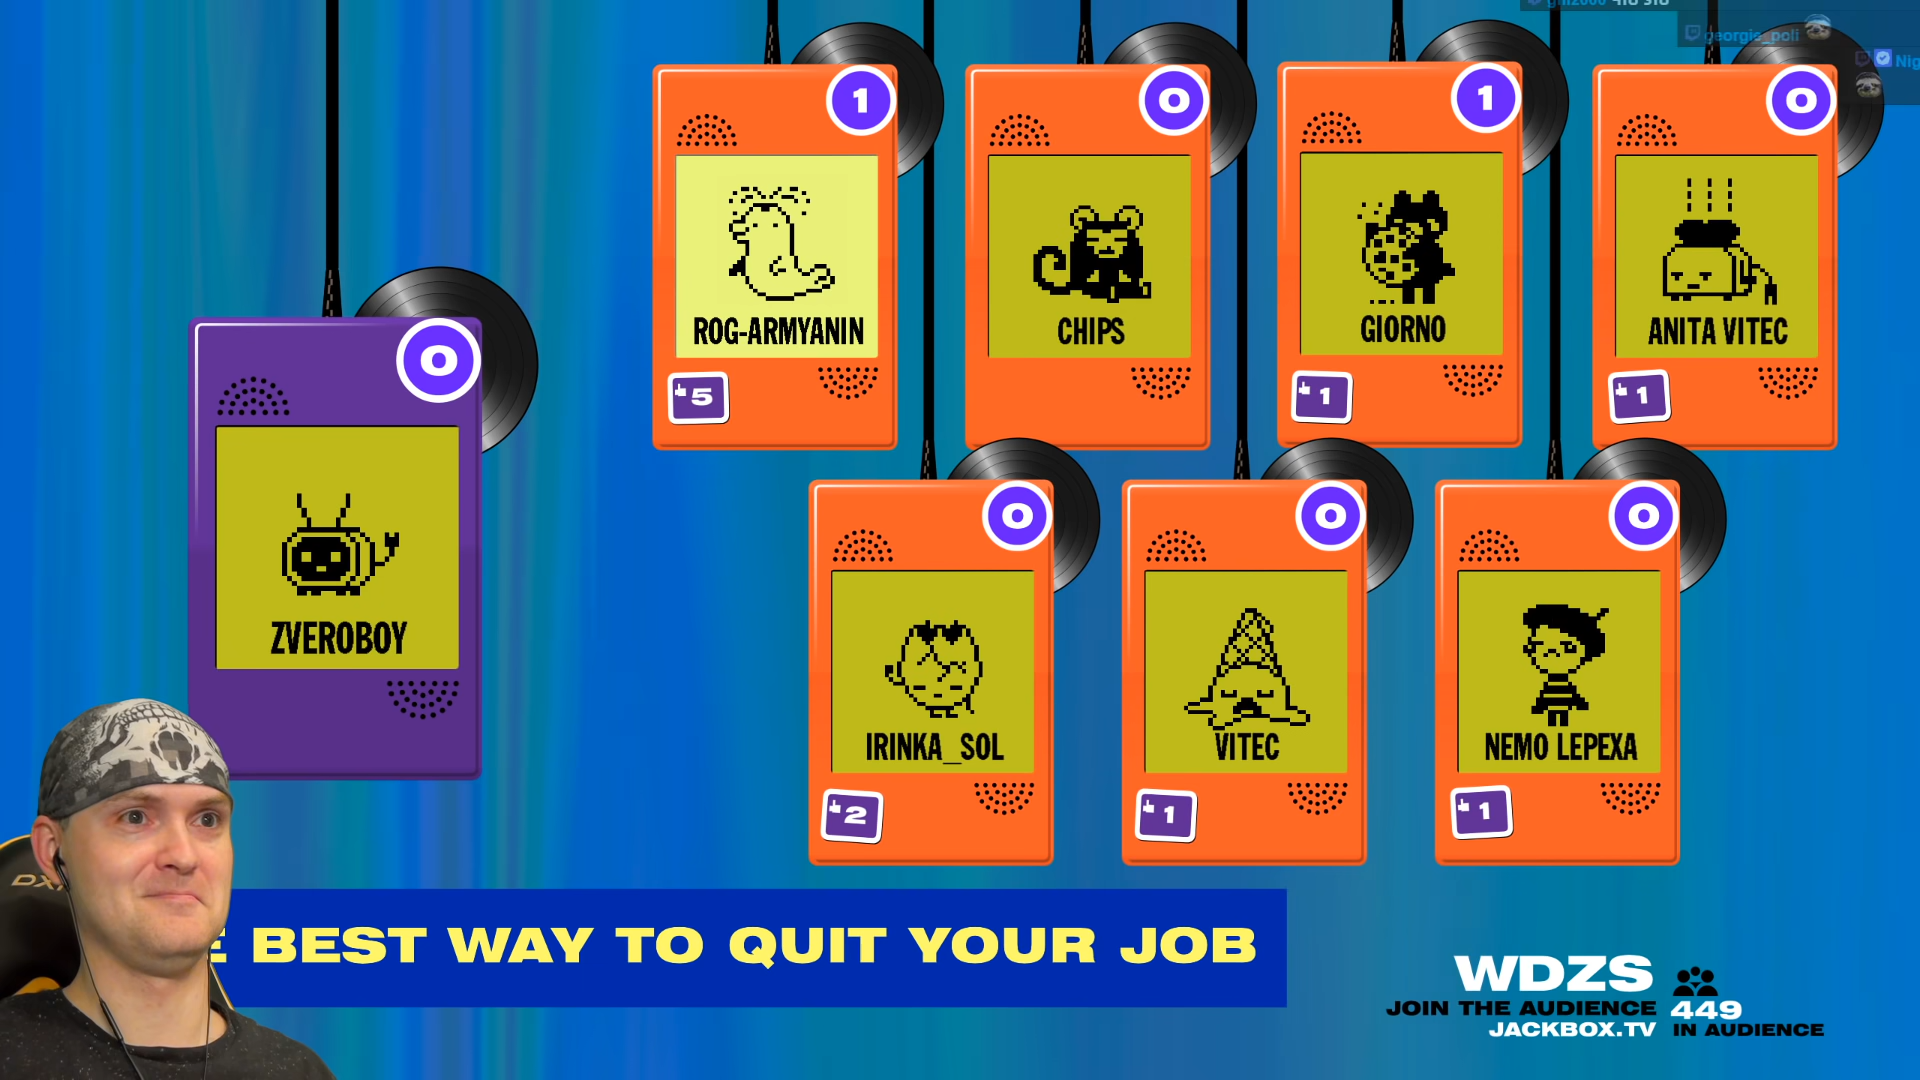 georgis_poli
Nig
1
0
1
0
ROG-ARMYANIN
CHIPS
GIORNO
ANITA VITEC
5
1
1
0
ZVEROBOY
0
0
0
IRINKA_SOL
VITEC
NEMO LEPEXA
2
1
1
E BEST WAY TO QUIT YOUR JOB
WDZS
JOIN THE AUDIENCE
JACKBOX.TV
449
IN AUDIENCE